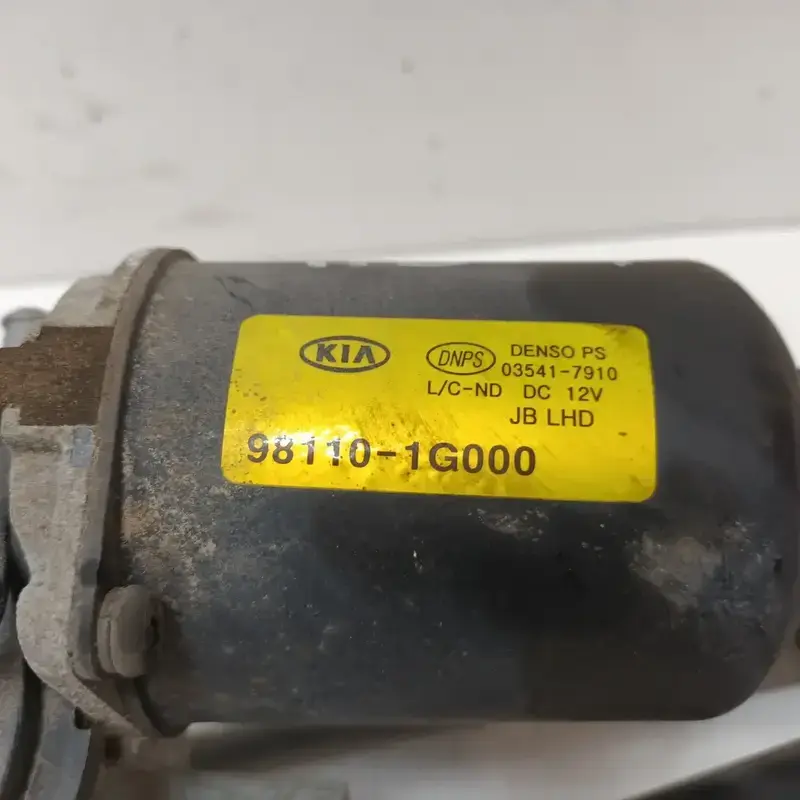 KIA DNPS DENSO PS
03541-7910
L/C-ND DC 12V
JB LHD
98110-1G000